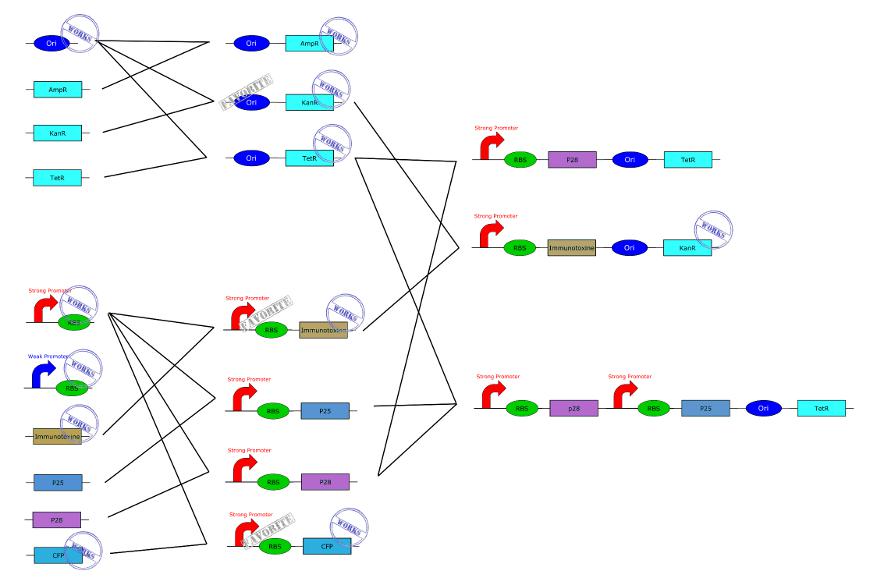 Ori WORKS
AmpR
KanR
TetR
Ori AmpR WORKS
FAVORITE
Ori KanR WORKS
Ori TetR WORKS
Strong Promoter
RBS P28 Ori TetR
Strong Promoter
RBS Immunotoxine Ori KanR WORKS
Strong Promoter
RBS WORKS
Weak Promoter
RBS WORKS
Immunotoxine WORKS
P25
P28
CFP WORKS
Strong Promoter
FAVORITE
RBS Immunotoxine WORKS
Strong Promoter
RBS P25
Strong Promoter
RBS P28
Strong Promoter
FAVORITE
RBS CFP WORKS
Strong Promoter Strong Promoter
RBS p28 RBS P25 Ori TetR